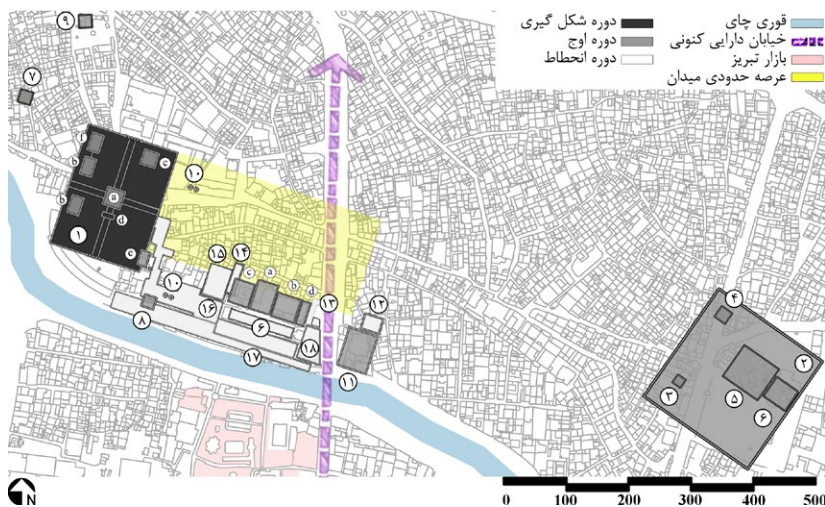 قوری چای دوره شکل گیری
خیابان دارایی کنونی دوره اوج
بازار تبریز دوره انحطاط
عرصه حدودی میدان
۹
۷
b c
۱۰
a
b
d
۱
e
۱۵ ۱۴
c a b d
۱۰
۱۶ ۶ ۱۳
۸
۱۷ ۱۸
۱۱
۴
۲
۳ ۵ ۶
N
0 100 200 300 400 500